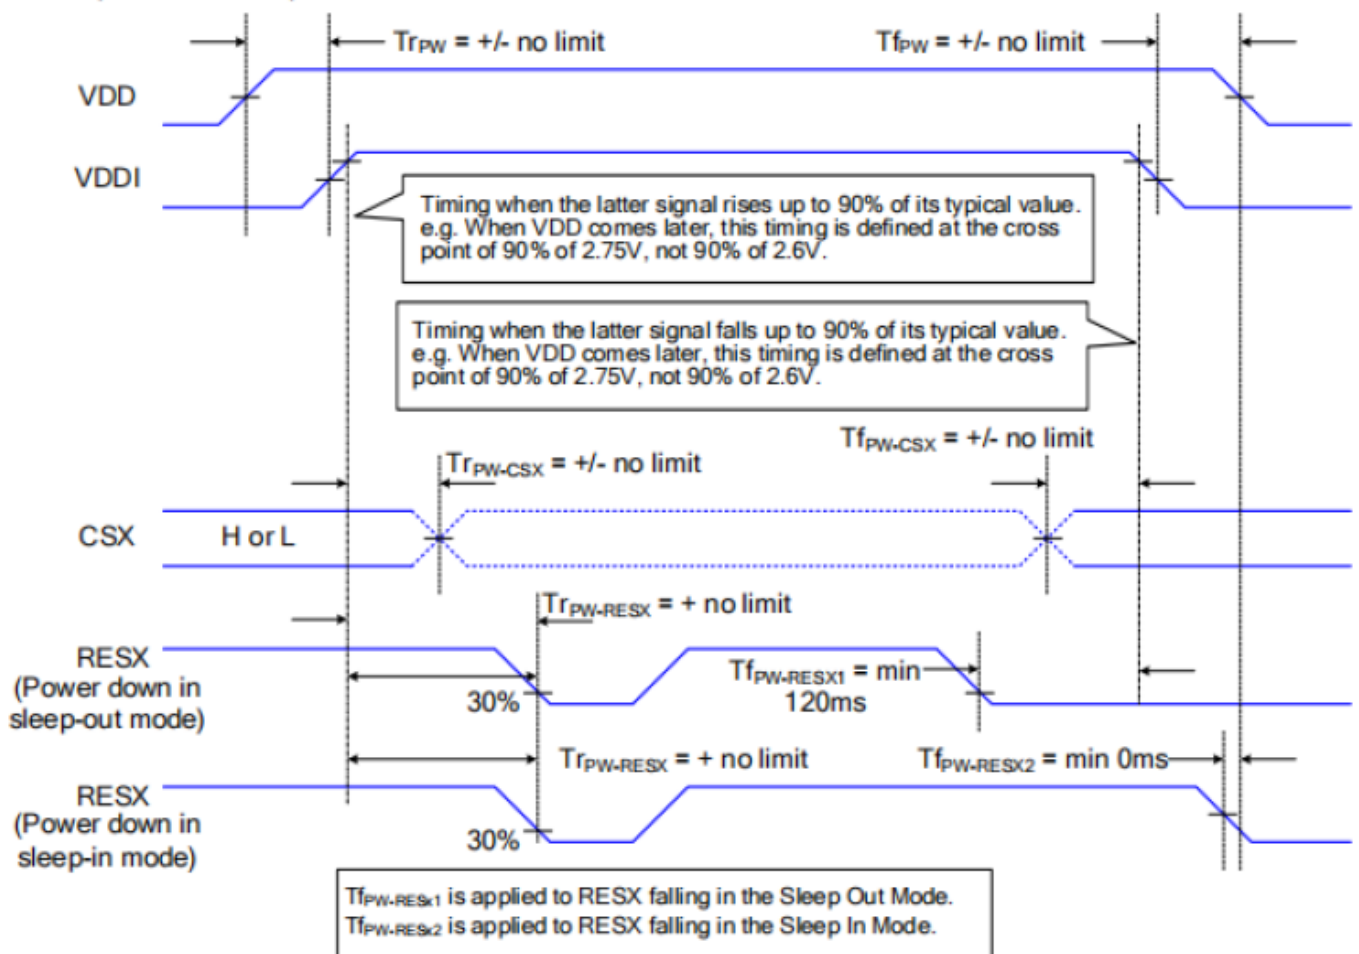 TrPW = +/- no limit
TfPW = +/- no limit
VDD
VDDI
Timing when the latter signal rises up to 90% of its typical value.
e.g. When VDD comes later, this timing is defined at the cross
point of 90% of 2.75V, not 90% of 2.6V.
Timing when the latter signal falls up to 90% of its typical value.
e.g. When VDD comes later, this timing is defined at the cross
point of 90% of 2.75V, not 90% of 2.6V.
TfPW-CSX = +/- no limit
TrPW-CSX = +/- no limit
CSX
H or L
TrPW-RESX = + no limit
RESX
(Power down in
sleep-out mode)
30%
TfPW-RESX1 = min
120ms
TrPW-RESX = + no limit
TfPW-RESX2 = min 0ms
RESX
(Power down in
sleep-in mode)
30%
TfPW-RESx1 is applied to RESX falling in the Sleep Out Mode.
TfPW-RESx2 is applied to RESX falling in the Sleep In Mode.